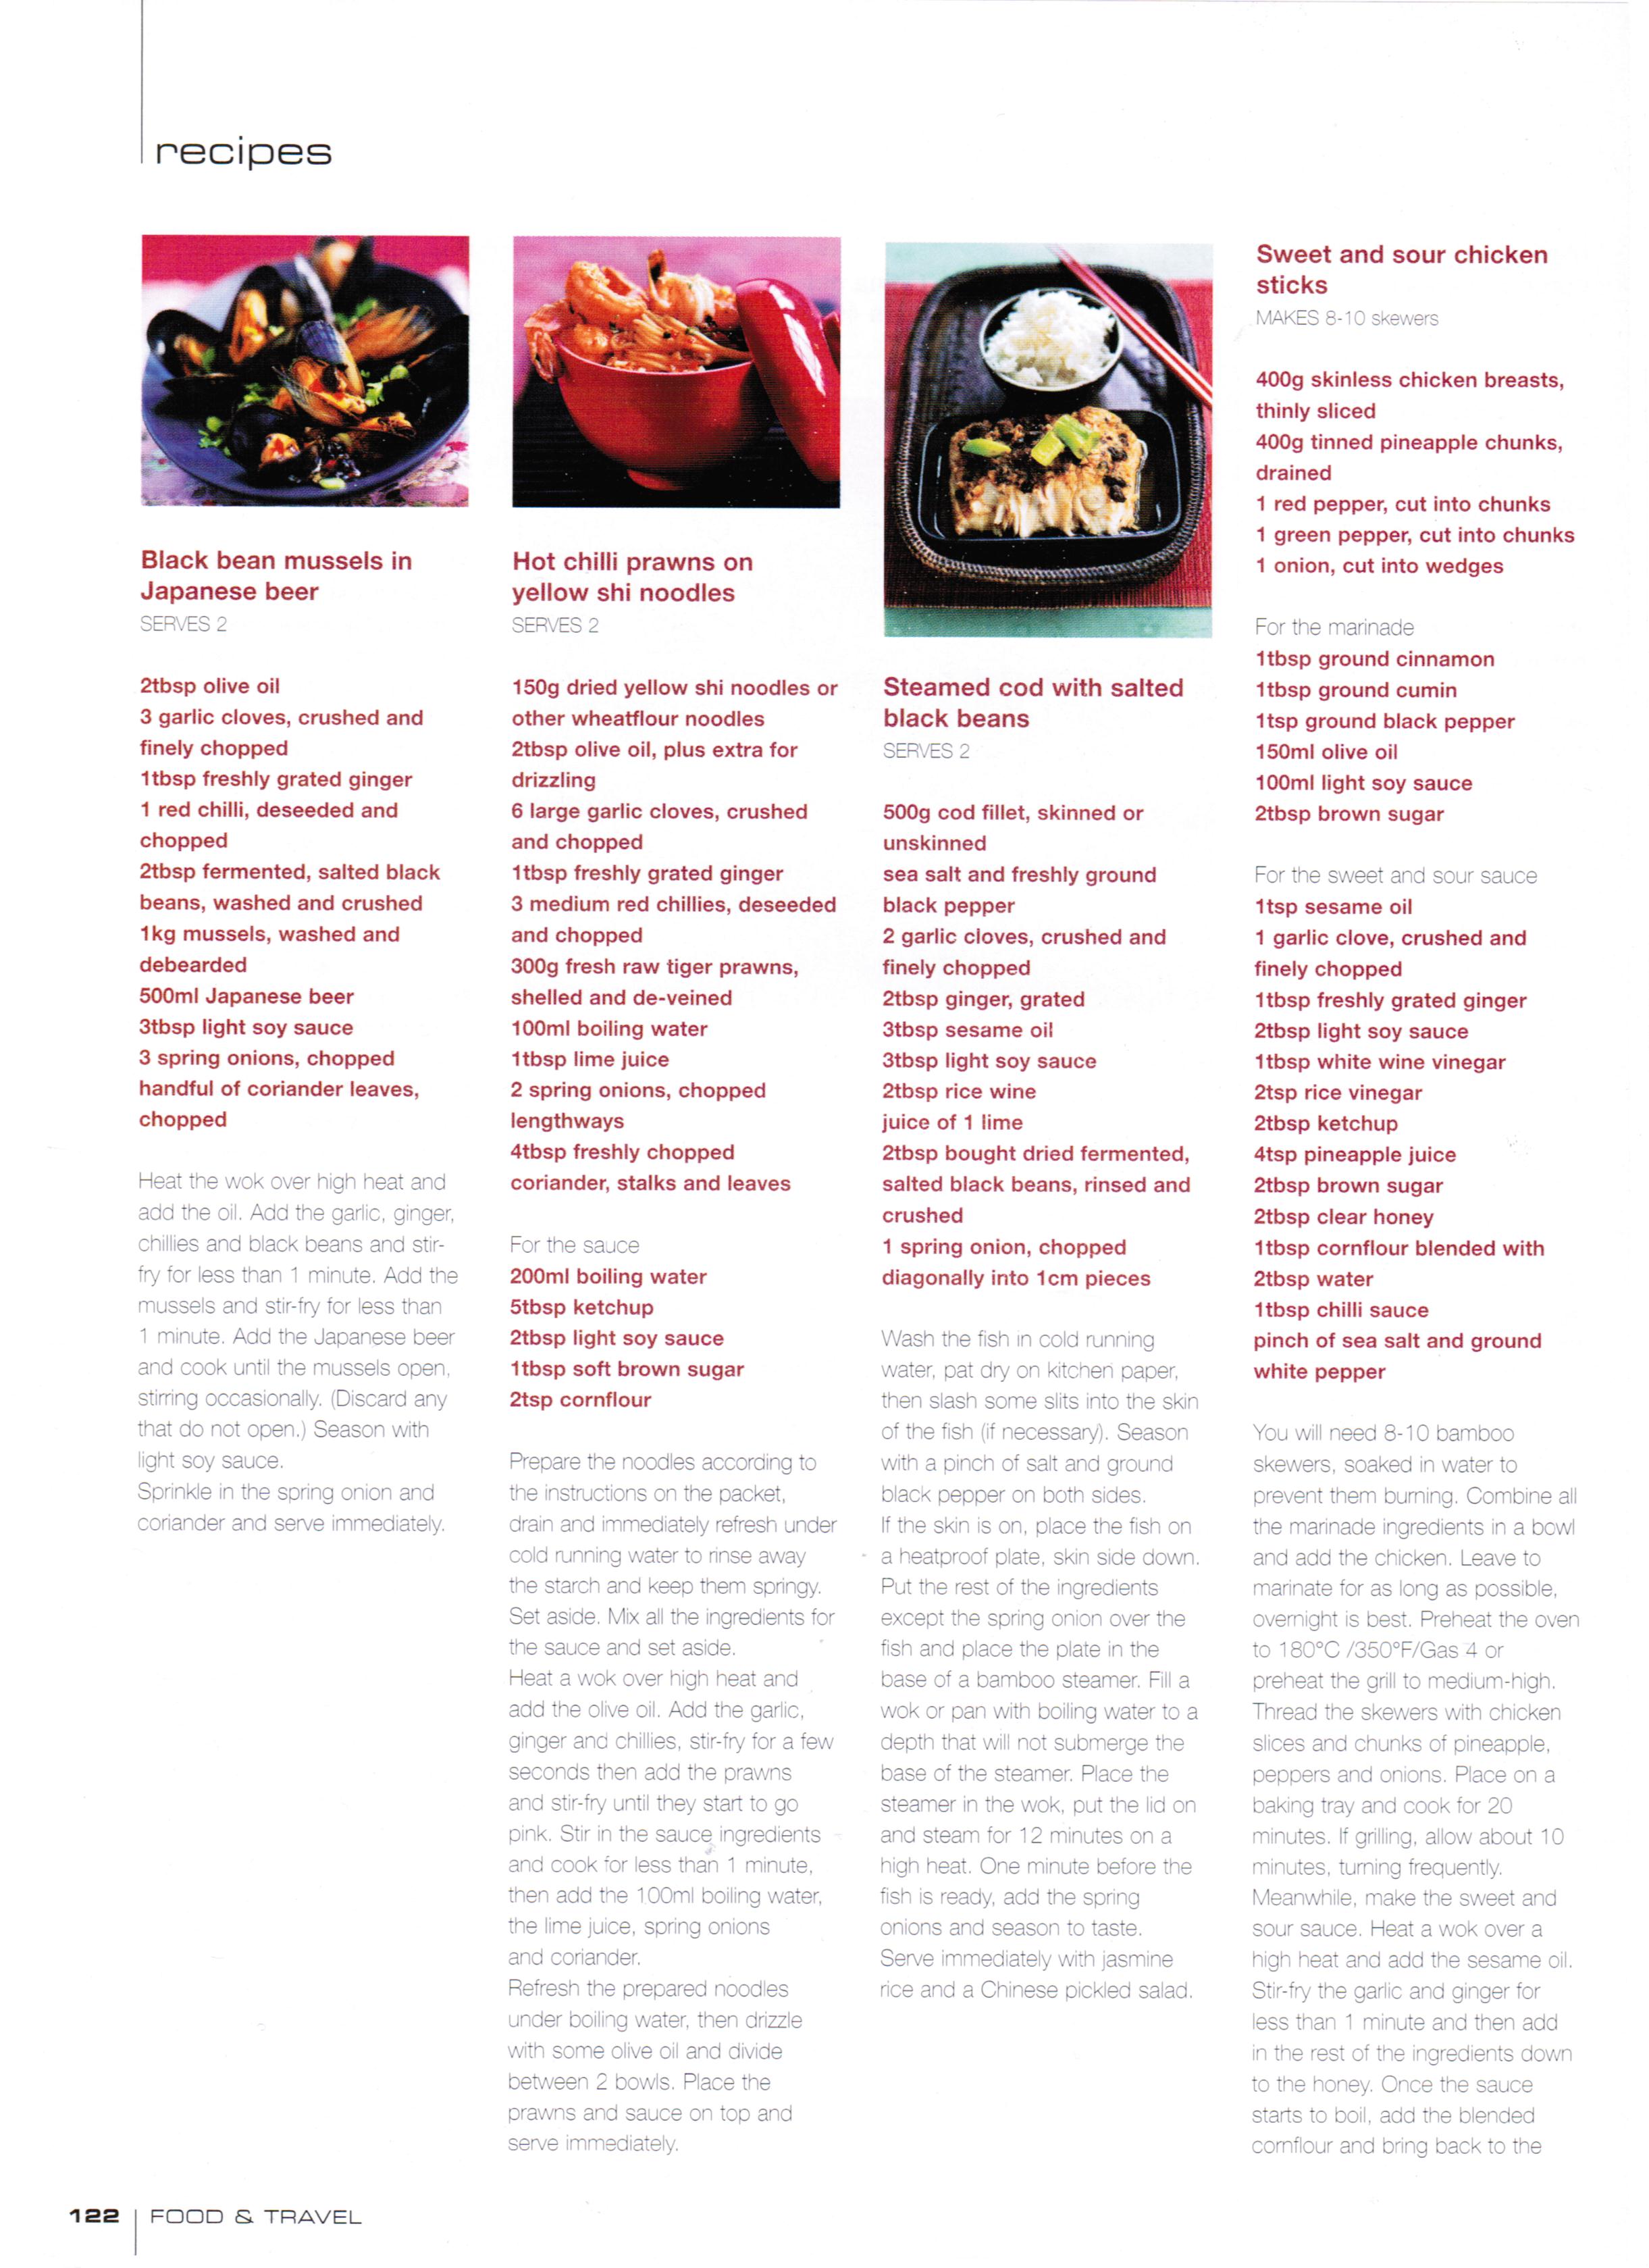 recipes
Black bean mussels in
Japanese beer
SERVES 2
2tbsp olive oil
3 garlic cloves, crushed and
finely chopped
1tbsp freshly grated ginger
1 red chilli, deseeded and
chopped
2tbsp fermented, salted black
beans, washed and crushed
1kg mussels, washed and
debearded
500ml Japanese beer
3tbsp light soy sauce
3 spring onions, chopped
handful of coriander leaves,
chopped
Heat the wok over high heat and
add the oil. Add the garlic, ginger,
chillies and black beans and stir-
fry for less than 1 minute. Add the
mussels and stir-fry for less than
1 minute. Add the Japanese beer
and cook until the mussels open,
stirring occasionally. (Discard any
that do not open.) Season with
light soy sauce.
Sprinkle in the spring onion and
coriander and serve immediately.
Hot chilli prawns on
yellow shi noodles
SERVES 2
150g dried yellow shi noodles or
other wheatflour noodles
2tbsp olive oil, plus extra for
drizzling
6 large garlic cloves, crushed
and chopped
1tbsp freshly grated ginger
3 medium red chillies, deseeded
and chopped
300g fresh raw tiger prawns,
shelled and de-veined
100ml boiling water
1tbsp lime juice
2 spring onions, chopped
lengthways
4tbsp freshly chopped
coriander, stalks and leaves
For the sauce
200ml boiling water
5tbsp ketchup
2tbsp light soy sauce
1tbsp soft brown sugar
2tsp cornflour
Prepare the noodles according to
the instructions on the packet,
drain and immediately refresh under
cold running water to rinse away
the starch and keep them springy.
Set aside. Mix all the ingredients for
the sauce and set aside.
Heat a wok over high heat and
add the olive oil. Add the garlic,
ginger and chillies, stir-fry for a few
seconds then add the prawns
and stir-fry until they start to go
pink. Stir in the sauce ingredients
and cook for less than 1 minute,
then add the 100ml boiling water,
the lime juice, spring onions
and coriander.
Refresh the prepared noodles
under boiling water, then drizzle
with some olive oil and divide
between 2 bowls. Place the
prawns and sauce on top and
serve immediately.
Steamed cod with salted
black beans
SERVES 2
500g cod fillet, skinned or
unskinned
sea salt and freshly ground
black pepper
2 garlic cloves, crushed and
finely chopped
2tbsp ginger, grated
3tbsp sesame oil
3tbsp light soy sauce
2tbsp rice wine
juice of 1 lime
2tbsp bought dried fermented,
salted black beans, rinsed and
crushed
1 spring onion, chopped
diagonally into 1cm pieces
Wash the fish in cold running
water, pat dry on kitchen paper,
then slash some slits into the skin
of the fish (if necessary). Season
with a pinch of salt and ground
black pepper on both sides.
If the skin is on, place the fish on
a heatproof plate, skin side down.
Put the rest of the ingredients
except the spring onion over the
fish and place the plate in the
base of a bamboo steamer. Fill a
wok or pan with boiling water to a
depth that will not submerge the
base of the steamer. Place the
steamer in the wok, put the lid on
and steam for 12 minutes on a
high heat. One minute before the
fish is ready, add the spring
onions and season to taste.
Serve immediately with jasmine
rice and a Chinese pickled salad.
Sweet and sour chicken
sticks
MAKES 8-10 skewers
400g skinless chicken breasts,
thinly sliced
400g tinned pineapple chunks,
drained
1 red pepper, cut into chunks
1 green pepper, cut into chunks
1 onion, cut into wedges
For the marinade
1tbsp ground cinnamon
1tbsp ground cumin
1tsp ground black pepper
150ml olive oil
100ml light soy sauce
2tbsp brown sugar
For the sweet and sour sauce
1tsp sesame oil
1 garlic clove, crushed and
finely chopped
1tbsp freshly grated ginger
2tbsp light soy sauce
1tbsp white wine vinegar
2tsp rice vinegar
2tbsp ketchup
4tsp pineapple juice
2tbsp brown sugar
2tbsp clear honey
1tbsp cornflour blended with
2tbsp water
1tbsp chilli sauce
pinch of sea salt and ground
white pepper
You will need 8-10 bamboo
skewers, soaked in water to
prevent them burning. Combine all
the marinade ingredients in a bowl
and add the chicken. Leave to
marinate for as long as possible,
overnight is best. Preheat the oven
to 180°C /350°F/Gas 4 or
preheat the grill to medium-high.
Thread the skewers with chicken
slices and chunks of pineapple,
peppers and onions. Place on a
baking tray and cook for 20
minutes. If grilling, allow about 10
minutes, turning frequently.
Meanwhile, make the sweet and
sour sauce. Heat a wok over a
high heat and add the sesame oil.
Stir-fry the garlic and ginger for
less than 1 minute and then add
in the rest of the ingredients down
to the honey. Once the sauce
starts to boil, add the blended
cornflour and bring back to the
122 FOOD & TRAVEL